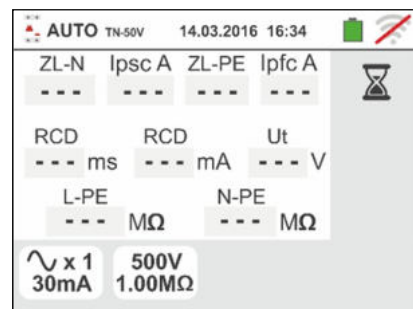 AUTO TN-50V 14.03.2016 16:34
ZL-N Ipsc A ZL-PE Ipfc A
--- --- --- ---
RCD RCD Ut
--- ms --- mA --- V
L-PE N-PE
--- MΩ --- MΩ
x 1 500V
30mA 1.00MΩ